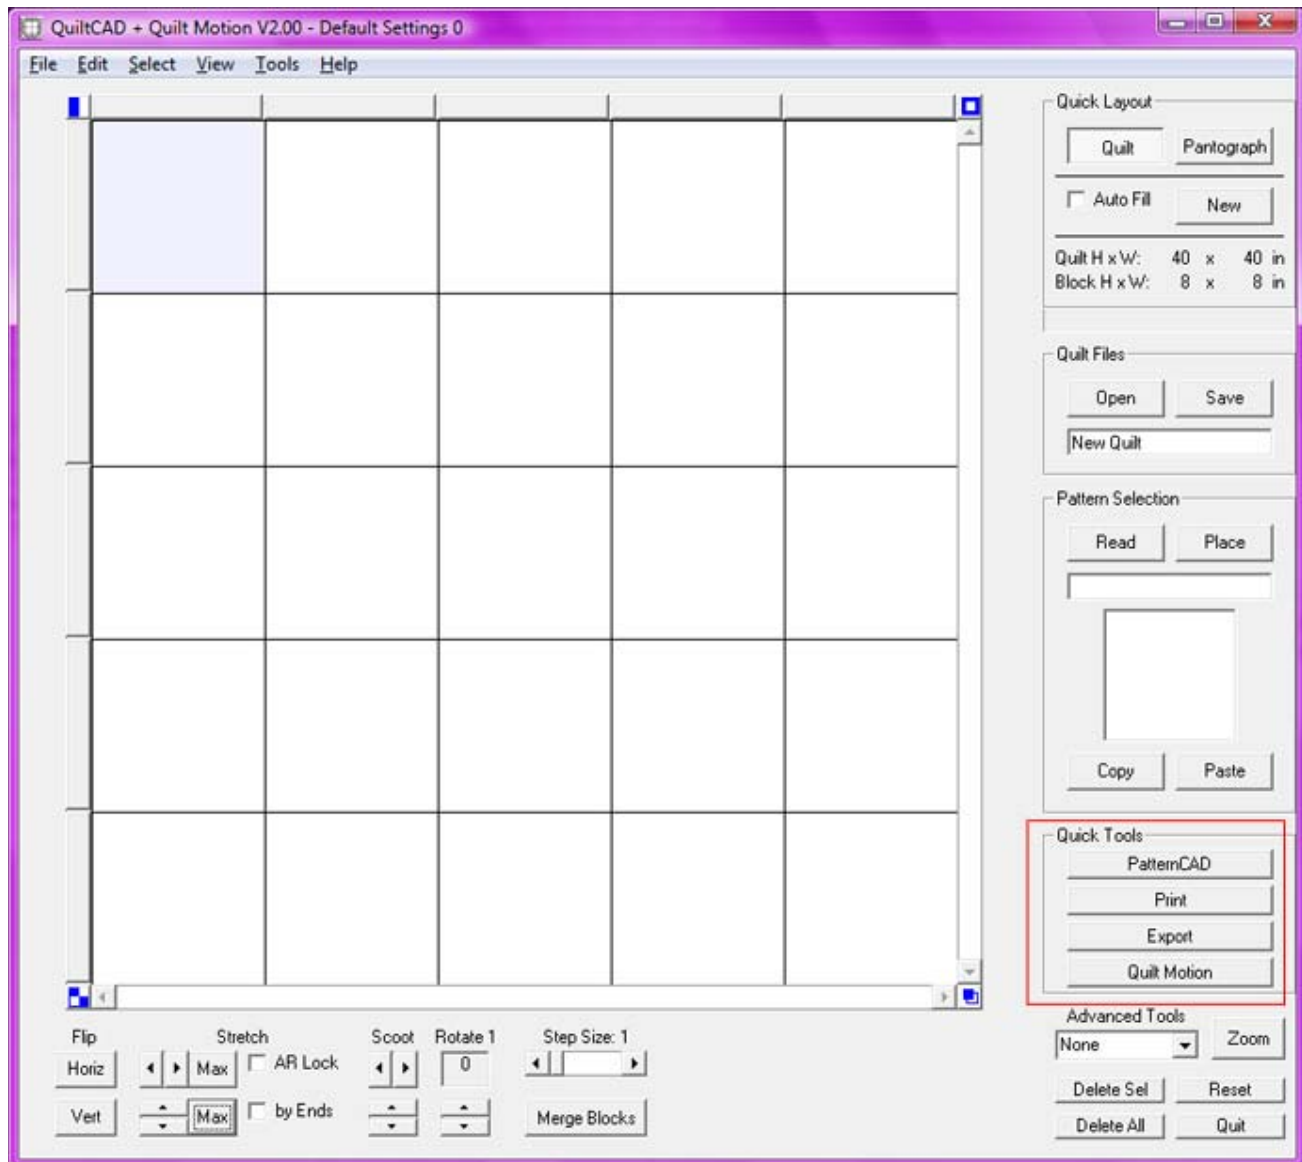 QuiltCAD + Quilt Motion V2.00 - Default Settings 0
File Edit Select View Tools Help
Quick Layout
Quilt Pantograph
Auto Fill New
Quilt H x W: 40 x 40 in
Block H x W: 8 x 8 in
Quilt Files
Open Save
New Quilt
Pattern Selection
Read Place
Copy Paste
Quick Tools
PatternCAD
Print
Export
Quilt Motion
Advanced Tools
None Zoom
Delete Sel Reset
Delete All Quit
Flip Stretch Scoot Rotate 1 Step Size: 1
Horiz Max AR Lock 0
Vert Max by Ends Merge Blocks